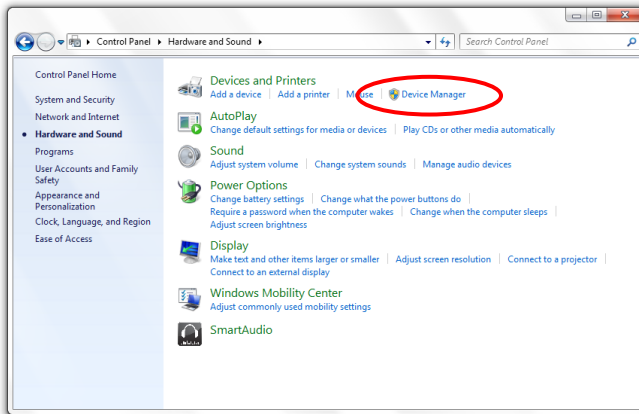 Control Panel Hardware and Sound
Search Control Panel
Control Panel Home
System and Security
Network and Internet
Hardware and Sound
Programs
User Accounts and Family
Safety
Appearance and
Personalization
Clock, Language, and Region
Ease of Access
Devices and Printers
Add a device Add a printer Mouse Device Manager
AutoPlay
Change default settings for media or devices Play CDs or other media automatically
Sound
Adjust system volume Change system sounds Manage audio devices
Power Options
Change battery settings Change what the power buttons do
Require a password when the computer wakes Change when the computer sleeps
Adjust screen brightness
Display
Make text and other items larger or smaller Adjust screen resolution Connect to a projector
Connect to an external display
Windows Mobility Center
Adjust commonly used mobility settings
SmartAudio